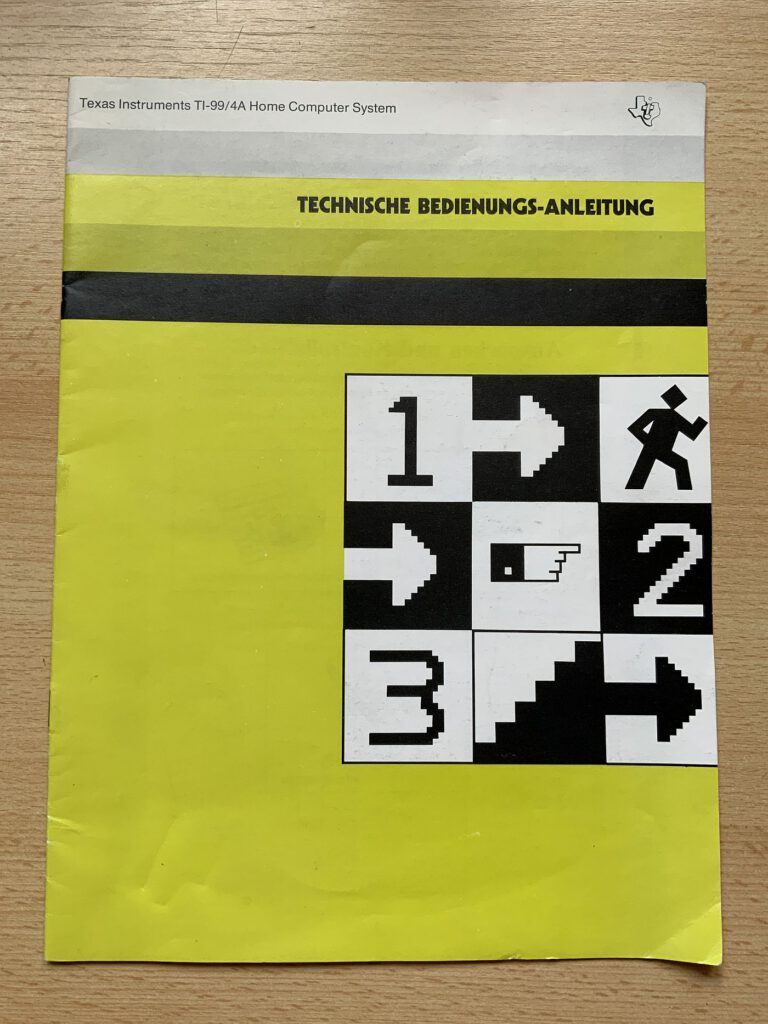 Texas Instruments TI-99/4A Home Computer System
TECHNISCHE BEDIENUNGS-ANLEITUNG
1
2
3